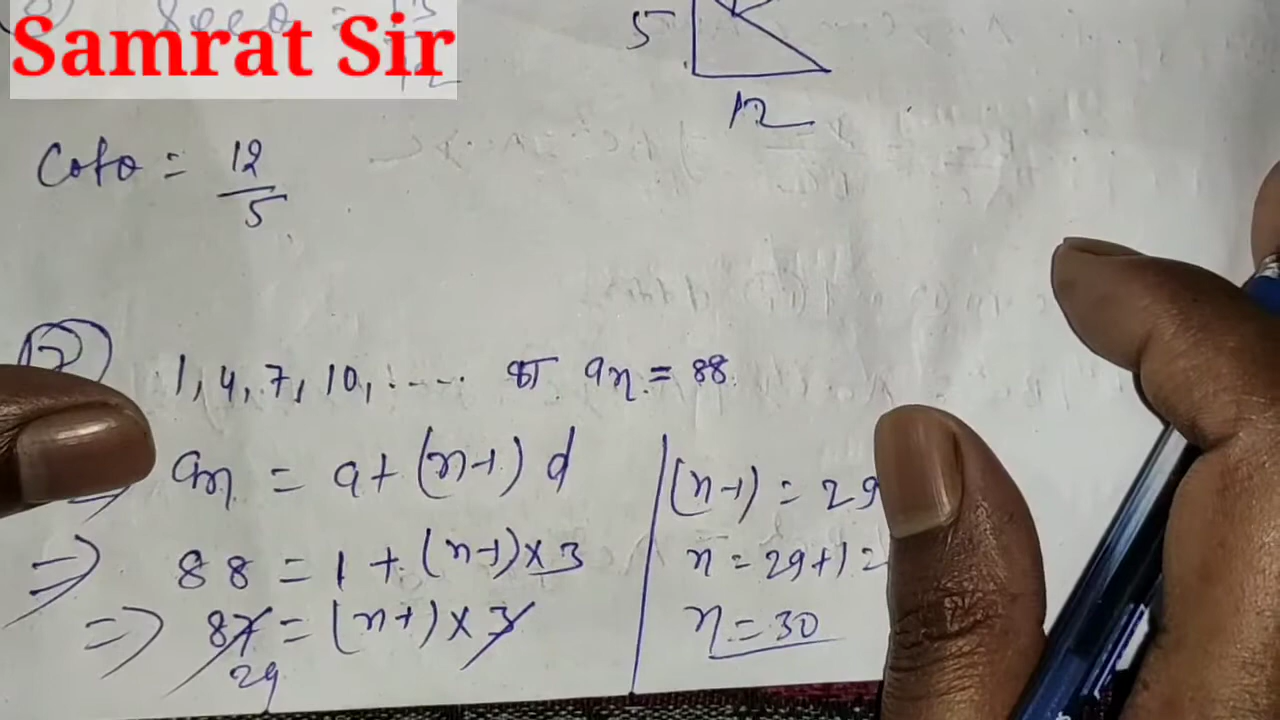 Samrat Sir
5
12
Cotθ = 12/5
17
1, 4, 7, 10, ..... का an = 88.
an = a + (n-1) d
⇒ 88 = 1 + (n-1) × 3
⇒ 87 = (n-1) × 3
29
(n-1) = 29
n = 29+1 =
n = 30